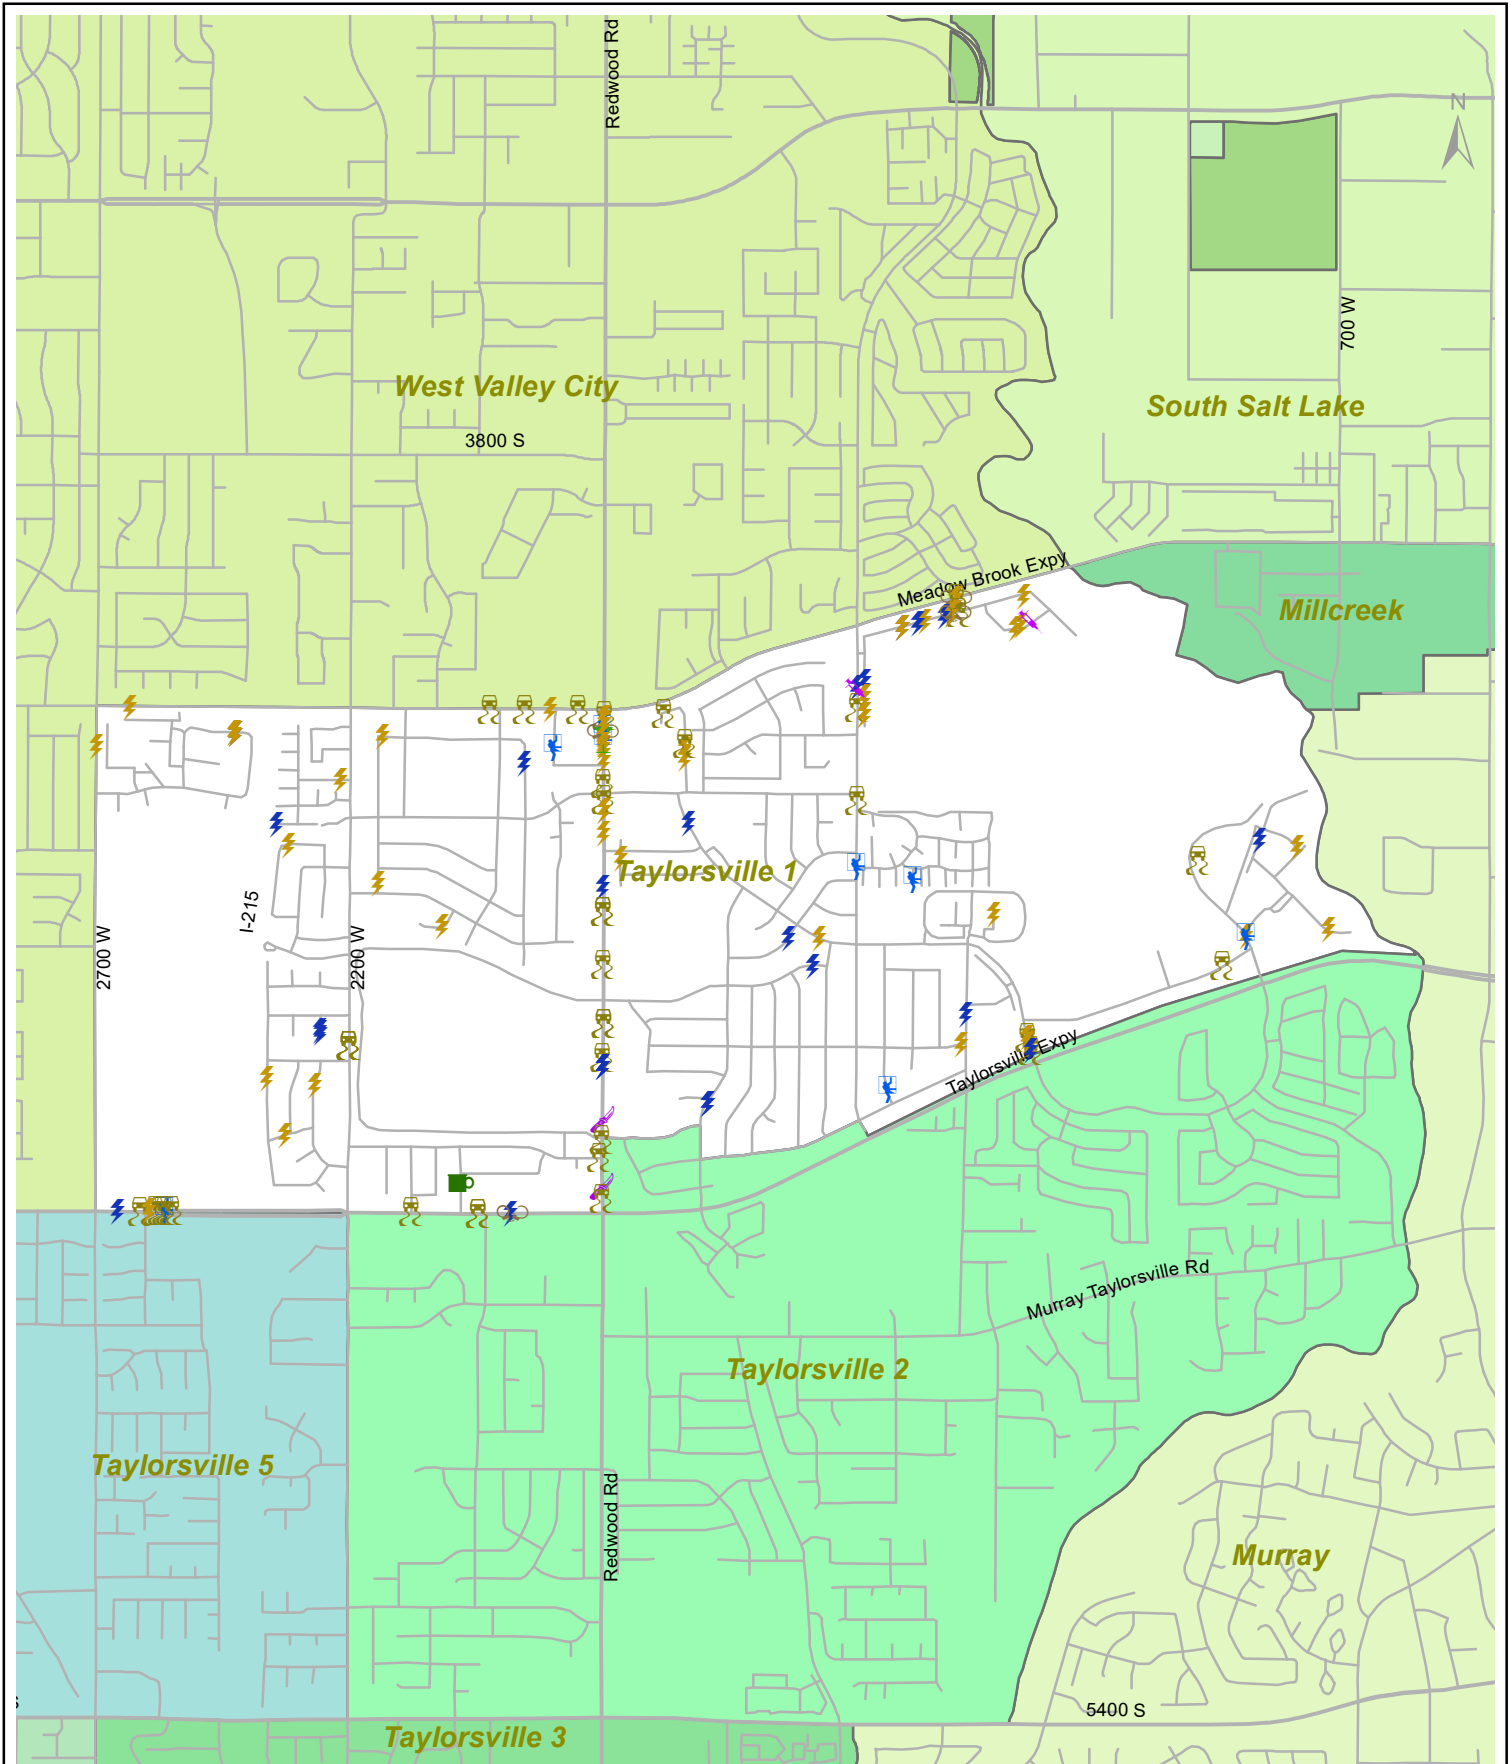 Redwood Rd
N
700 W
West Valley City
South Salt Lake
3800 S
Meadow Brook Expy
Millcreek
Taylorsville 1
I-215
2700 W
2200 W
Taylorsville Expy
Murray Taylorsville Rd
Taylorsville 2
Taylorsville 5
Redwood Rd
Murray
5400 S
Taylorsville 3